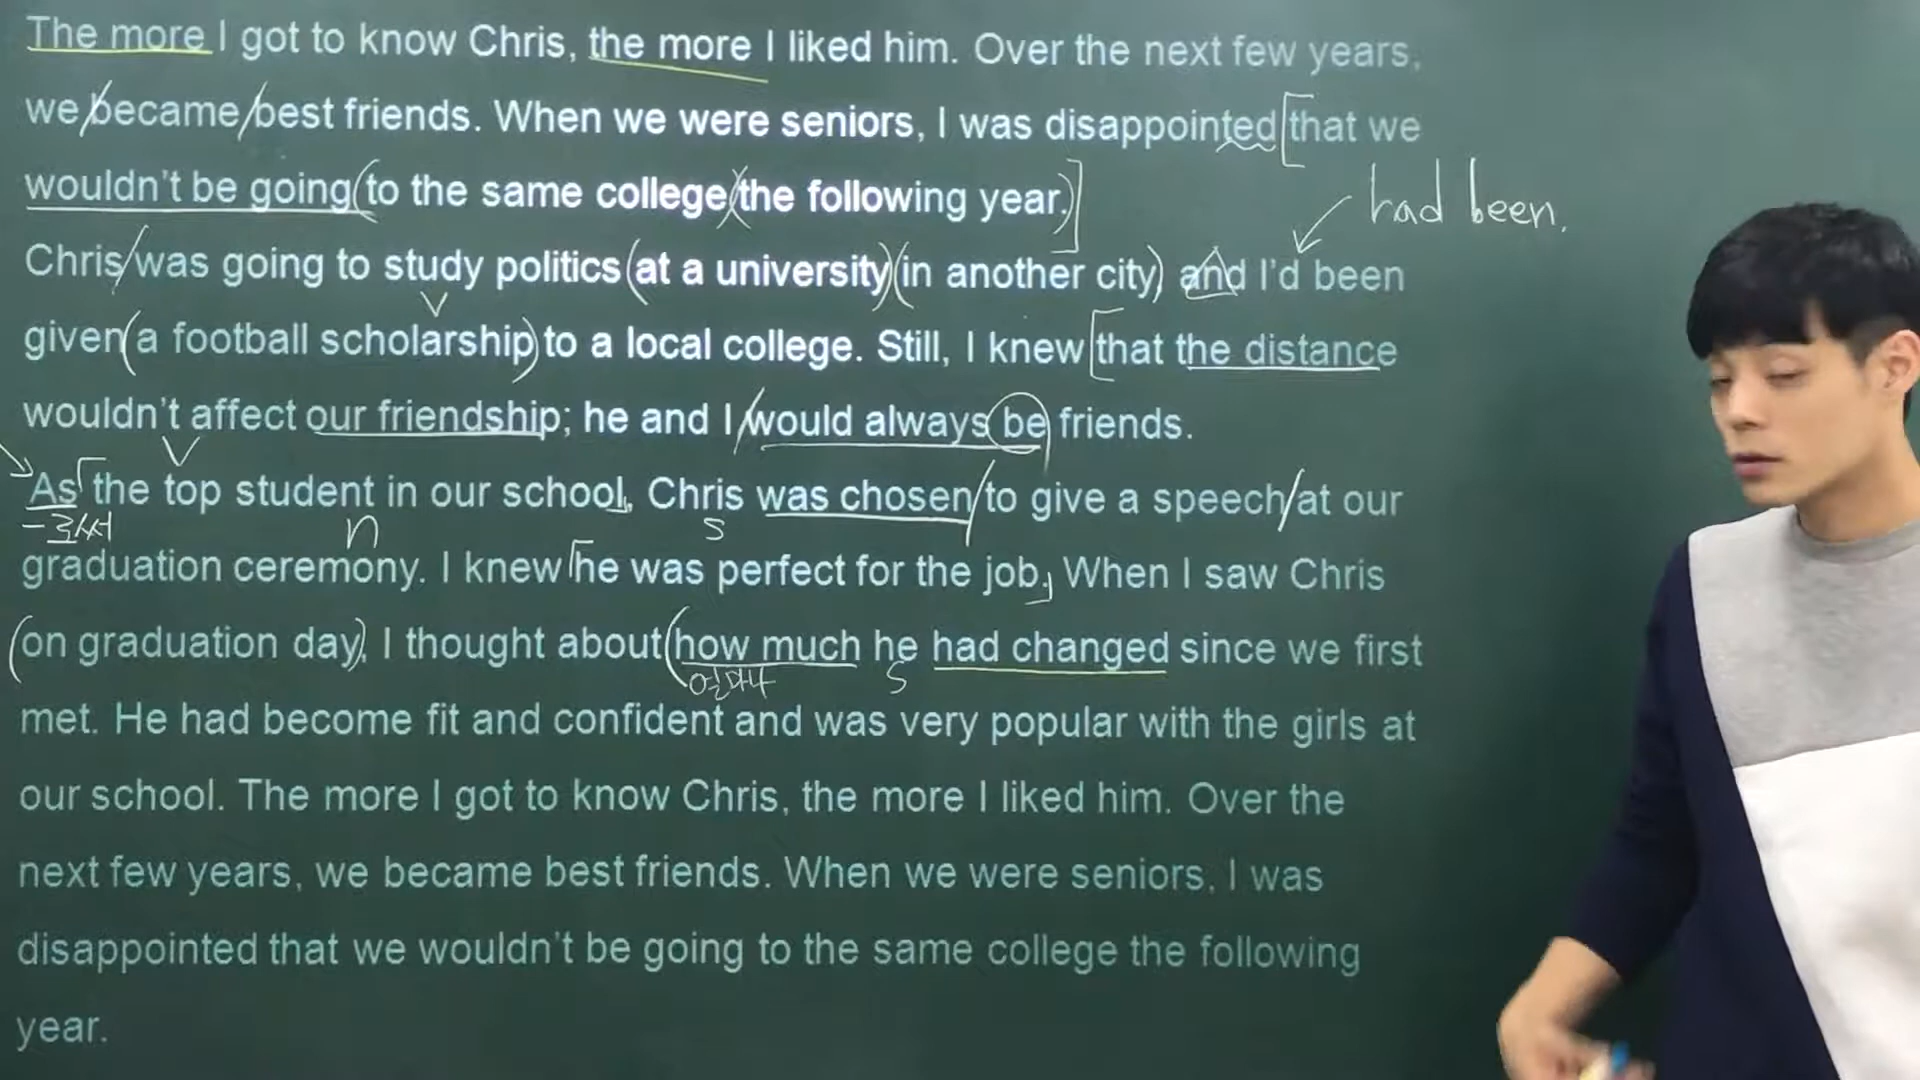 The more I got to know Chris, the more I liked him. Over the next few years,
we became best friends. When we were seniors, I was disappointed that we
wouldn't be going to the same college the following year.
had been.
Chris was going to study politics at a university in another city, and I'd been
given a football scholarship to a local college. Still, I knew that the distance
wouldn't affect our friendship; he and I would always be friends.
As the top student in our school, Chris was chosen to give a speech at our
-로서 n s
graduation ceremony. I knew he was perfect for the job. When I saw Chris
on graduation day, I thought about how much he had changed since we first
얼마나 s
met. He had become fit and confident and was very popular with the girls at
our school. The more I got to know Chris, the more I liked him. Over the
next few years, we became best friends. When we were seniors, I was
disappointed that we wouldn't be going to the same college the following
year.